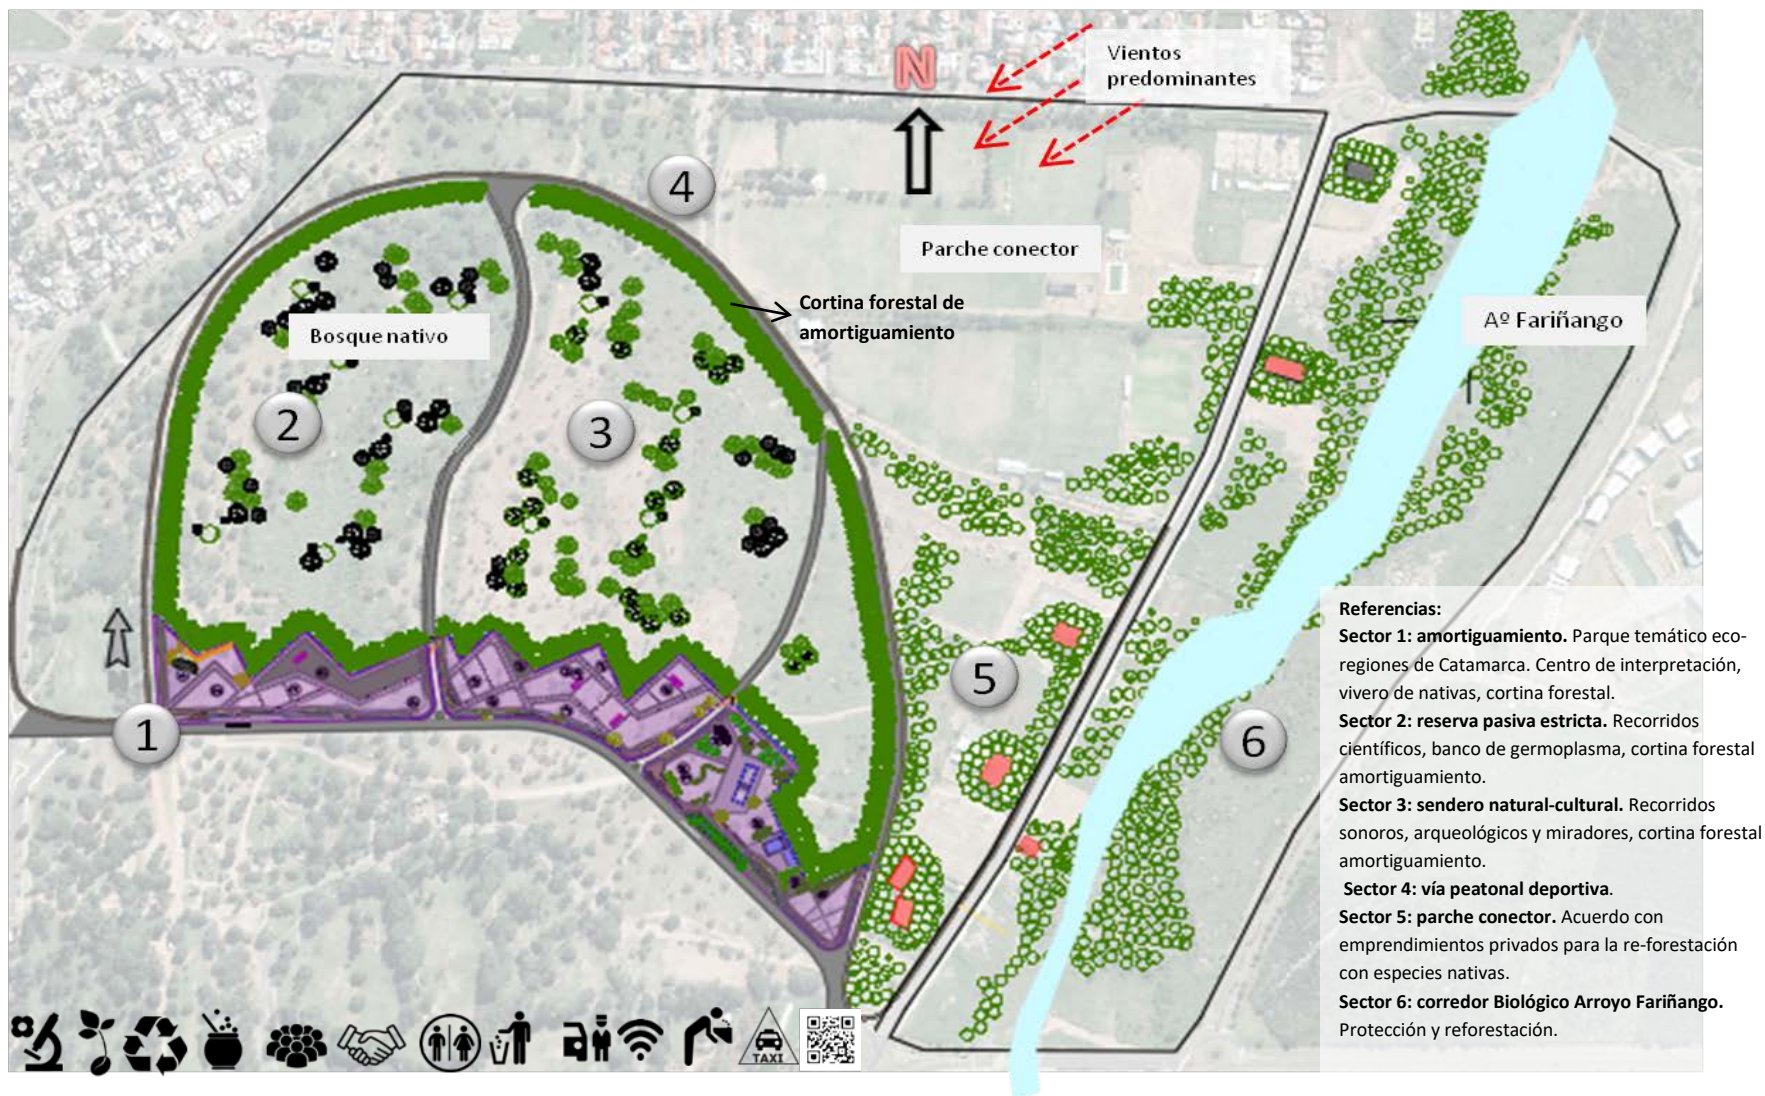 N
Vientos
predominantes
4
Parche conector
Cortina forestal de
amortiguamiento
Bosque nativo
Aº Fariñango
2
3
5
1
6
Referencias:
Sector 1: amortiguamiento. Parque temático eco-
regiones de Catamarca. Centro de interpretación,
vivero de nativas, cortina forestal.
Sector 2: reserva pasiva estricta. Recorridos
científicos, banco de germoplasma, cortina forestal
amortiguamiento.
Sector 3: sendero natural-cultural. Recorridos
sonoros, arqueológicos y miradores, cortina forestal
amortiguamiento.
Sector 4: vía peatonal deportiva.
Sector 5: parche conector. Acuerdo con
emprendimientos privados para la re-forestación
con especies nativas.
Sector 6: corredor Biológico Arroyo Fariñango.
Protección y reforestación.
TAXI